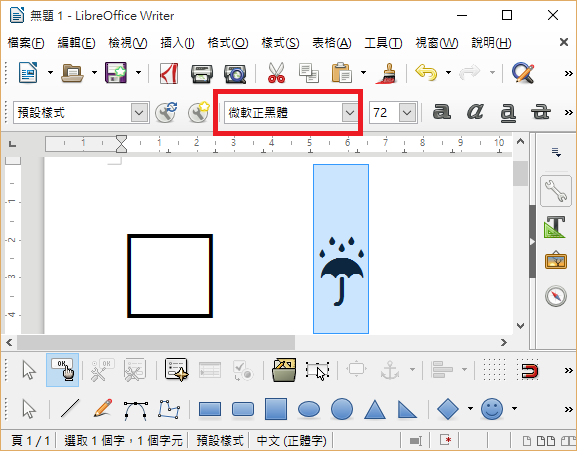 無題 1 - LibreOffice Writer
檔案(F) 編輯(E) 檢視(V) 插入(I) 格式(O) 樣式(S) 表格(A) 工具(T) 視窗(W) 說明(H)
預設樣式 微軟正黑體 72 a a a a
1 1 2 3 4 5 6 7 8 9 10
1
2
3
4
OK
頁 1 / 1 選取 1 個字，1 個字元 預設樣式 中文 (正體字)